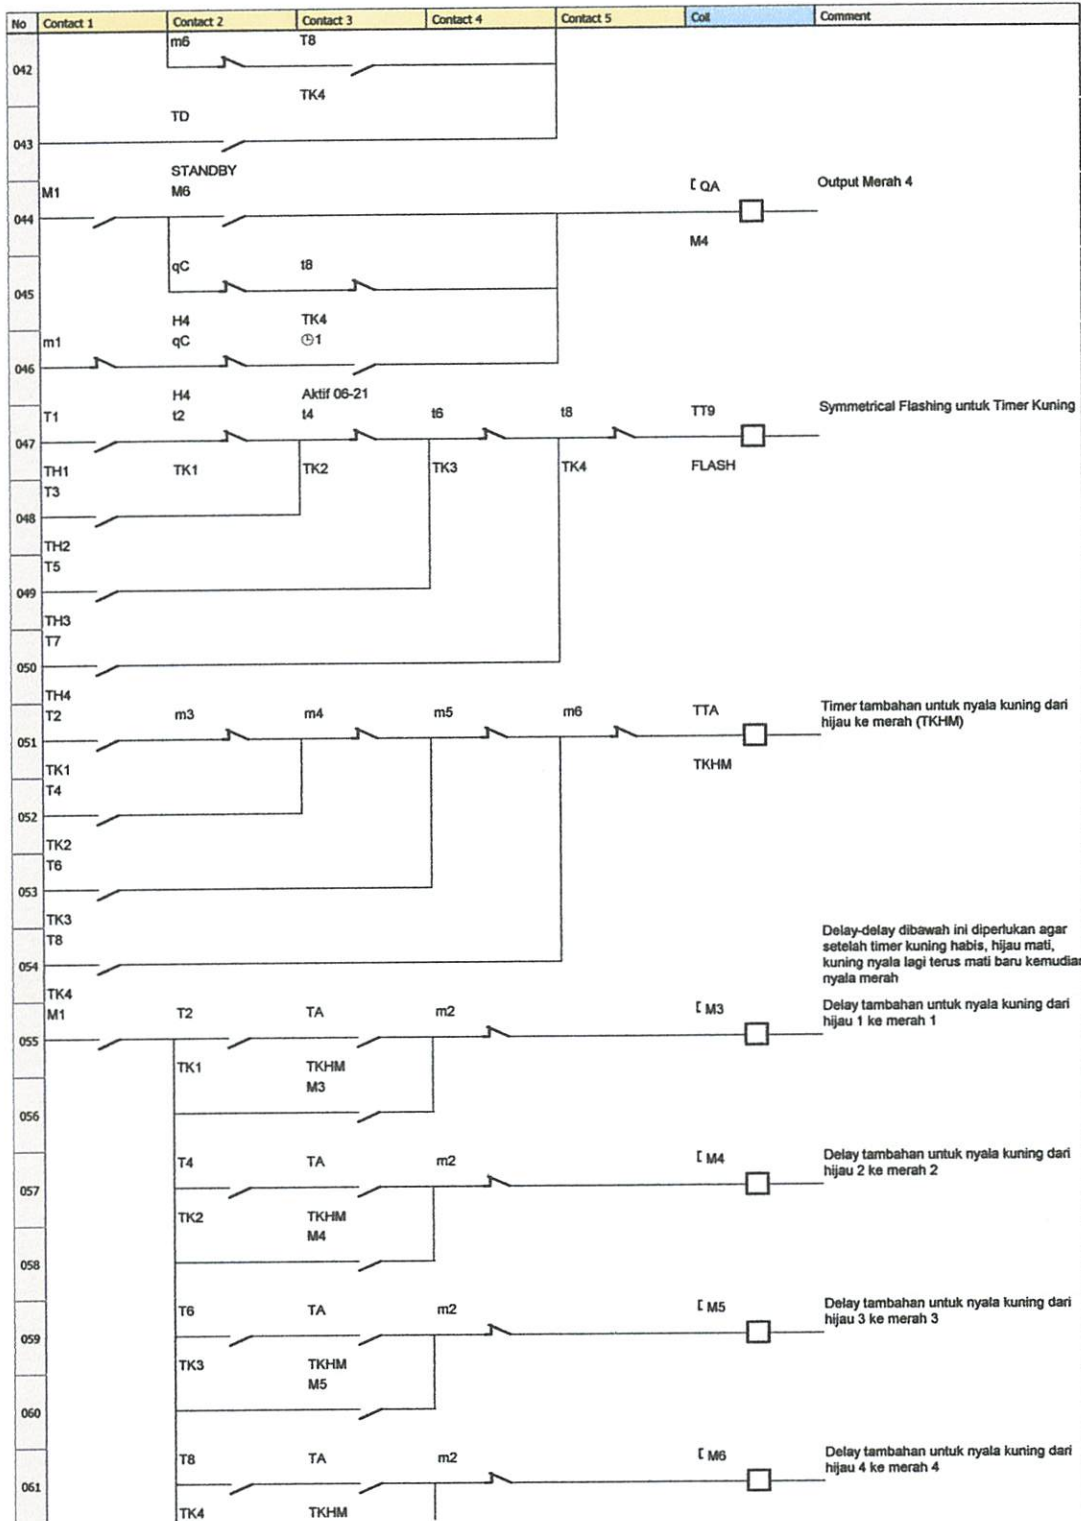 No Contact 1 Contact 2 Contact 3 Contact 4 Contact 5 Coil Comment
m6 T8
042
TK4
TD
043
STANDBY
M1 M6 [ QA Output Merah 4
044
M4
qC t8
045
H4 TK4
m1 qC 1
046
H4 Aktif 06-21
T1 t2 t4 t6 t8 TT9 Symmetrical Flashing untuk Timer Kuning
047
TH1 TK1 TK2 TK3 TK4 FLASH
T3
048
TH2
T5
049
TH3
T7
050
TH4
T2 m3 m4 m5 m6 TTA Timer tambahan untuk nyala kuning dari
hijau ke merah (TKHM)
051
TK1 TKHM
T4
052
TK2
T6
053
TK3
T8
054
Delay-delay dibawah ini diperlukan agar
setelah timer kuning habis, hijau mati,
kuning nyala lagi terus mati baru kemudian
nyala merah
TK4
M1 T2 TA m2 [ M3 Delay tambahan untuk nyala kuning dari
hijau 1 ke merah 1
055
TK1 TKHM
M3
056
T4 TA m2 [ M4 Delay tambahan untuk nyala kuning dari
hijau 2 ke merah 2
057
TK2 TKHM
M4
058
T6 TA m2 [ M5 Delay tambahan untuk nyala kuning dari
hijau 3 ke merah 3
059
TK3 TKHM
M5
060
T8 TA m2 [ M6 Delay tambahan untuk nyala kuning dari
hijau 4 ke merah 4
061
TK4 TKHM